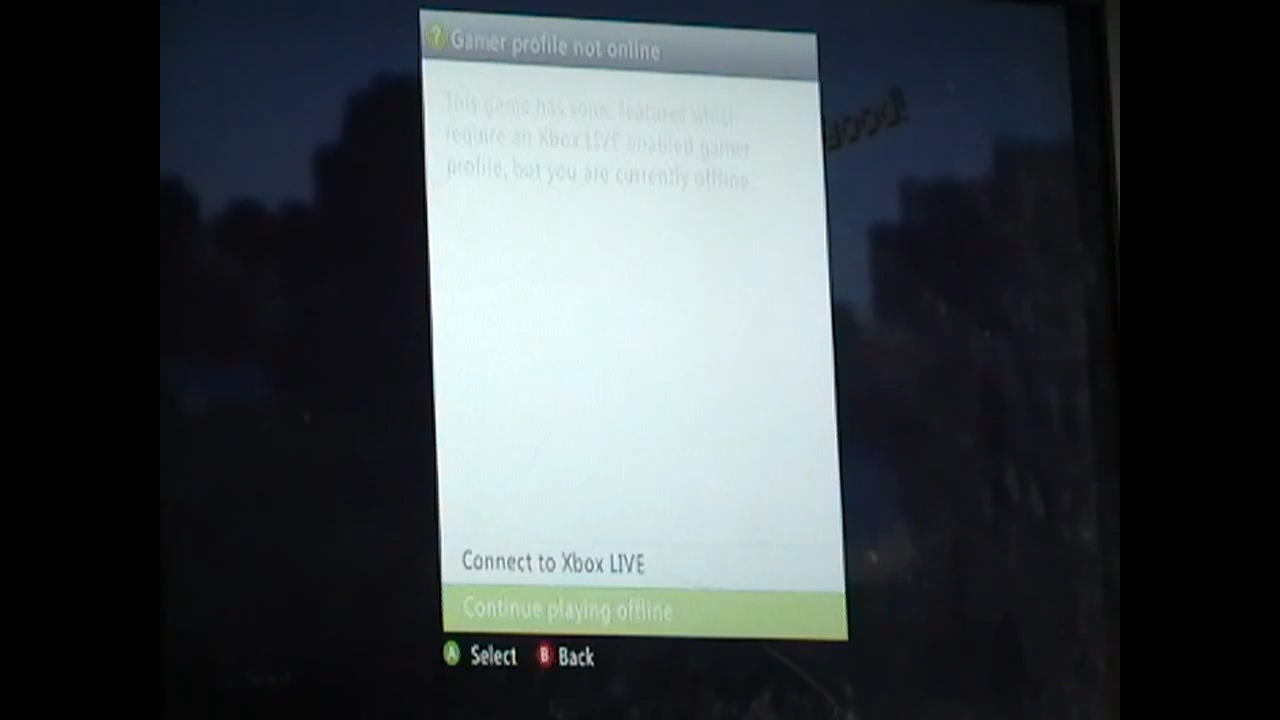 ? Gamer profile not online
This game has some features which
require an Xbox LIVE enabled gamer
profile, but you are currently offline
Connect to Xbox LIVE
Continue playing offline
A Select B Back